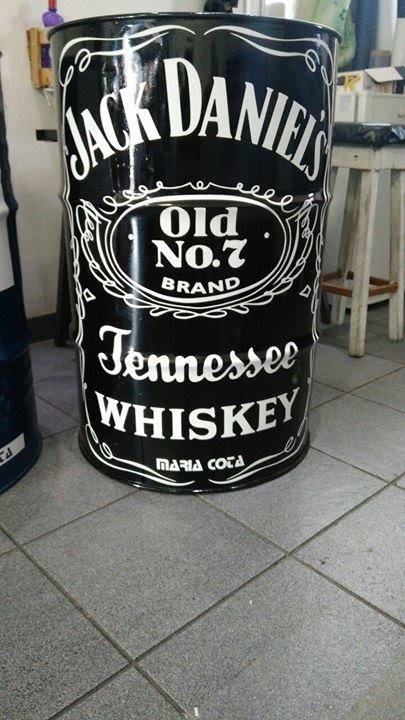 JACK DANIEL'S
Old
No.7
BRAND
Tennessee
WHISKEY
MARIA COTA